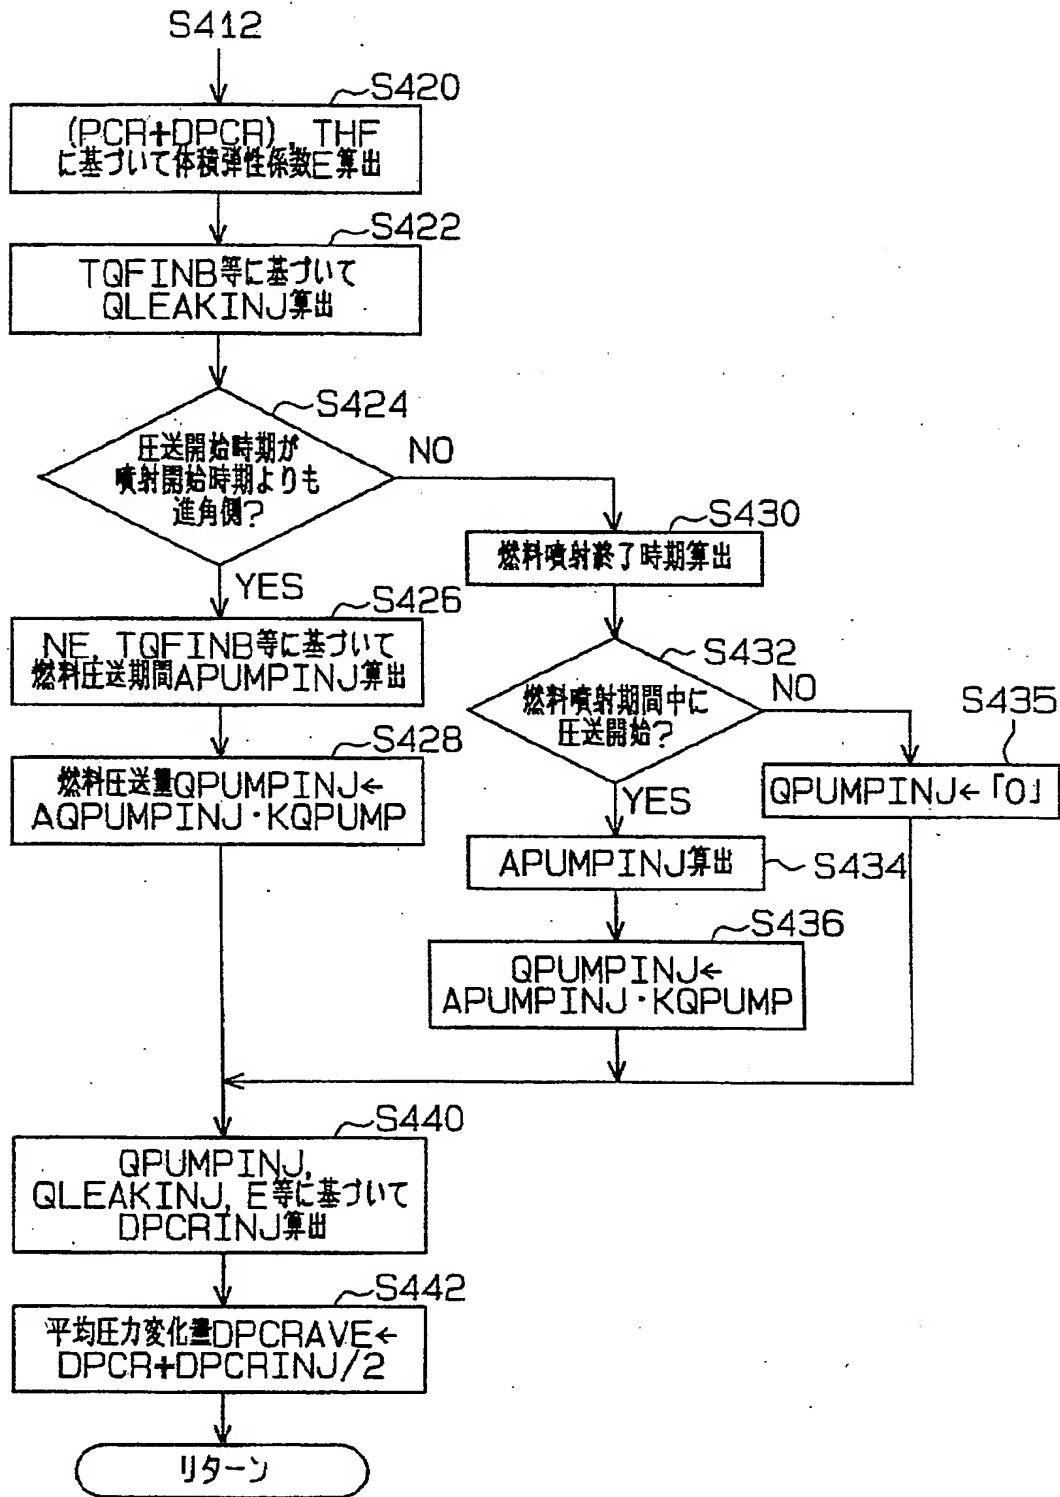 S412
S420
(PCR+DPCR), THF
に基づいて体積弾性係数E算出
S422
TQFINB等に基づいて
QLEAKINJ算出
S424
圧送開始時期が
噴射開始時期よりも
進角側?
NO
YES
S426
NE, TQFINB等に基づいて
燃料圧送期間APUMPINJ算出
S428
燃料圧送量QPUMPINJ←
AQPUMPINJ・KQPUMP
S430
燃料噴射終了時期算出
S432
燃料噴射期間中に
圧送開始?
NO
YES
S435
QPUMPINJ←「0」
APUMPINJ算出
S434
S436
QPUMPINJ←
APUMPINJ・KQPUMP
S440
QPUMPINJ,
QLEAKINJ, E等に基づいて
DPCRINJ算出
S442
平均圧力変化量DPCRAVE←
DPCR+DPCRINJ/2
リターン